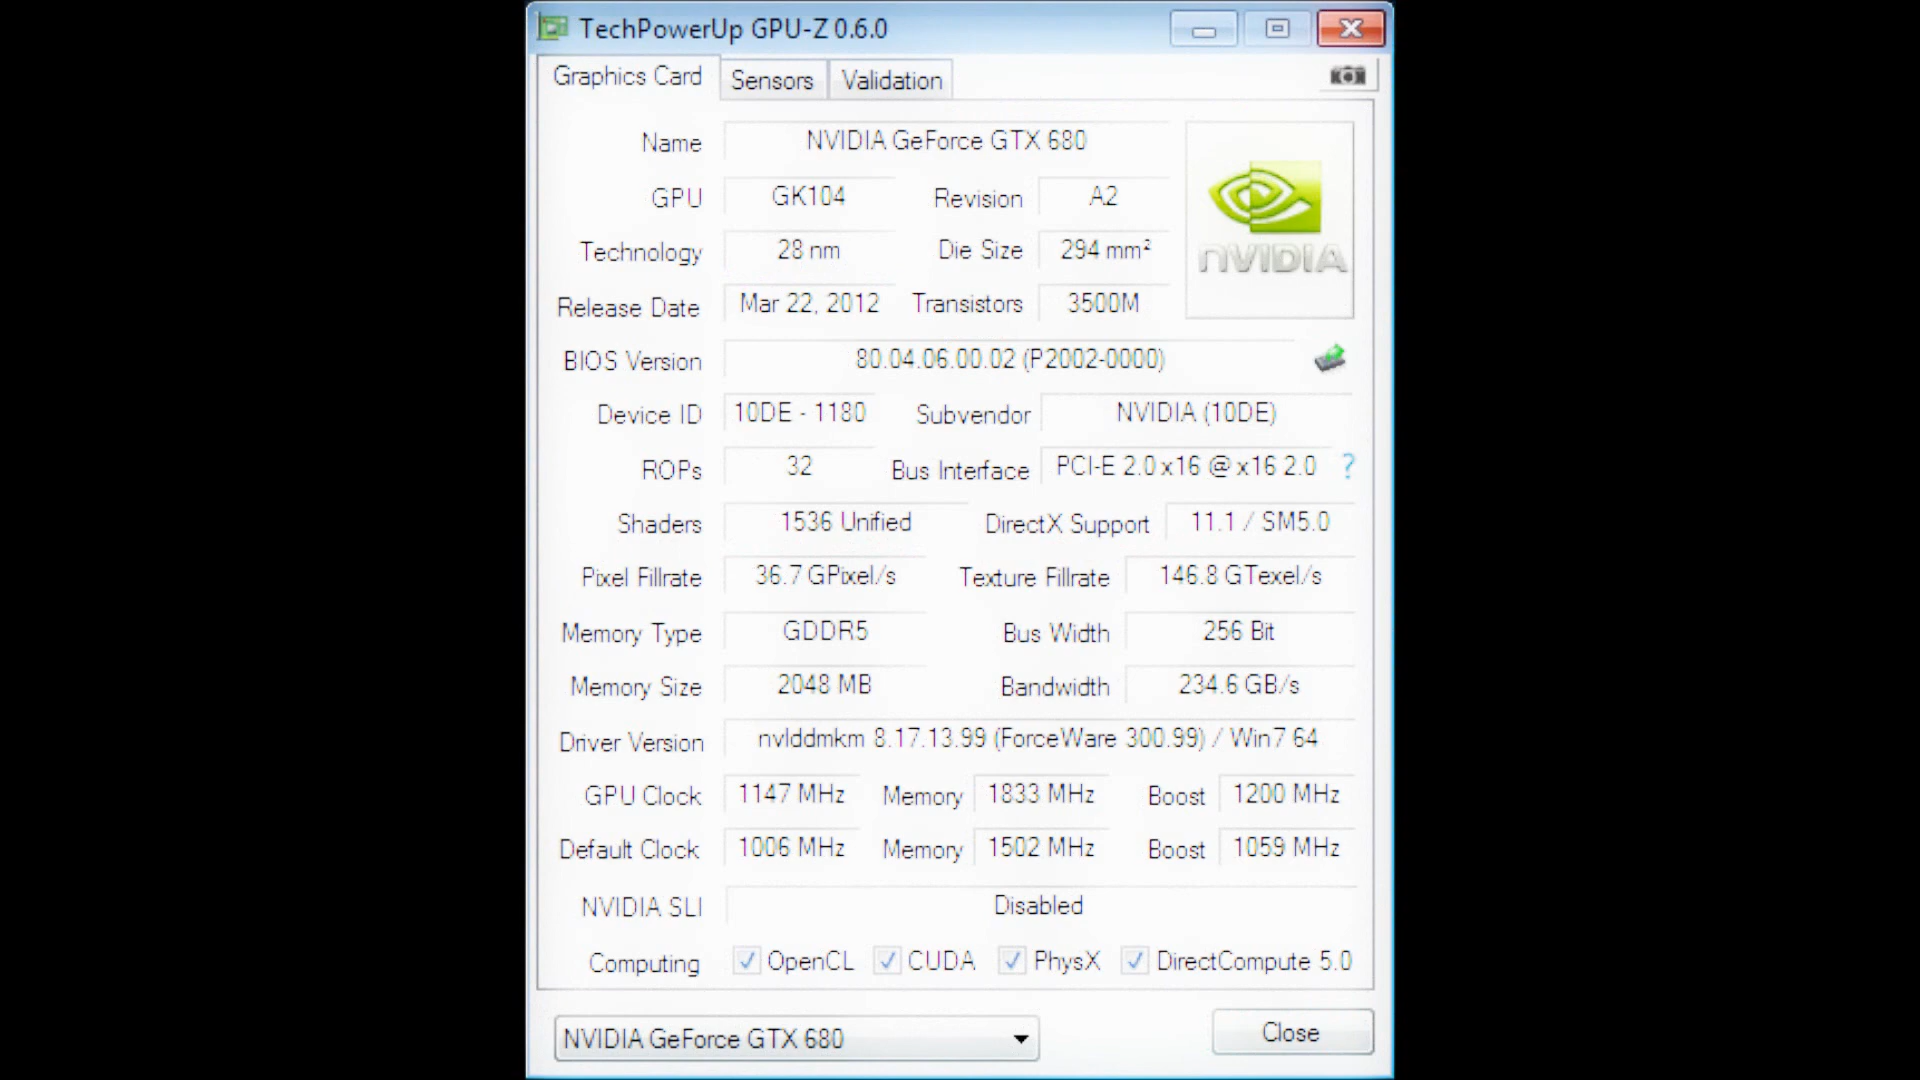 TechPowerUp GPU-Z 0.6.0
Graphics Card Sensors Validation
Name NVIDIA GeForce GTX 680
GPU GK104 Revision A2
Technology 28 nm Die Size 294 mm²
nVIDIA
Release Date Mar 22, 2012 Transistors 3500M
BIOS Version 80.04.06.00.02 (P2002-0000)
Device ID 10DE - 1180 Subvendor NVIDIA (10DE)
ROPs 32 Bus Interface PCI-E 2.0 x16 @ x16 2.0 ?
Shaders 1536 Unified DirectX Support 11.1 / SM5.0
Pixel Fillrate 36.7 GPixel/s Texture Fillrate 146.8 GTexel/s
Memory Type GDDR5 Bus Width 256 Bit
Memory Size 2048 MB Bandwidth 234.6 GB/s
Driver Version nvlddmkm 8.17.13.99 (ForceWare 300.99) / Win7 64
GPU Clock 1147 MHz Memory 1833 MHz Boost 1200 MHz
Default Clock 1006 MHz Memory 1502 MHz Boost 1059 MHz
NVIDIA SLI Disabled
Computing OpenCL CUDA PhysX DirectCompute 5.0
NVIDIA GeForce GTX 680 Close